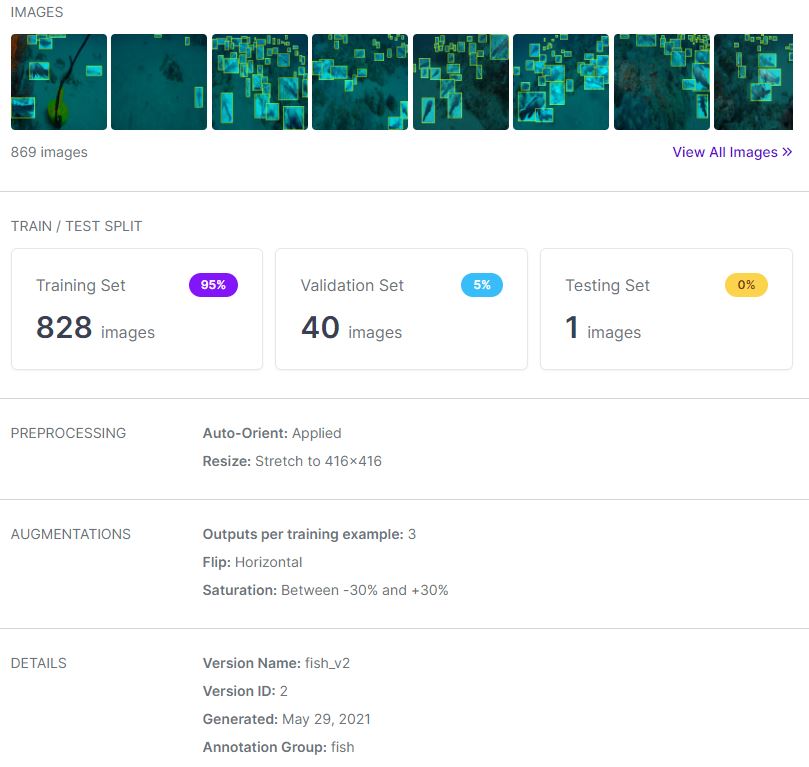 IMAGES
869 images
View All Images »
TRAIN / TEST SPLIT
Training Set 95%
828 images
Validation Set 5%
40 images
Testing Set 0%
1 images
PREPROCESSING
Auto-Orient: Applied
Resize: Stretch to 416×416
AUGMENTATIONS
Outputs per training example: 3
Flip: Horizontal
Saturation: Between -30% and +30%
DETAILS
Version Name: fish_v2
Version ID: 2
Generated: May 29, 2021
Annotation Group: fish